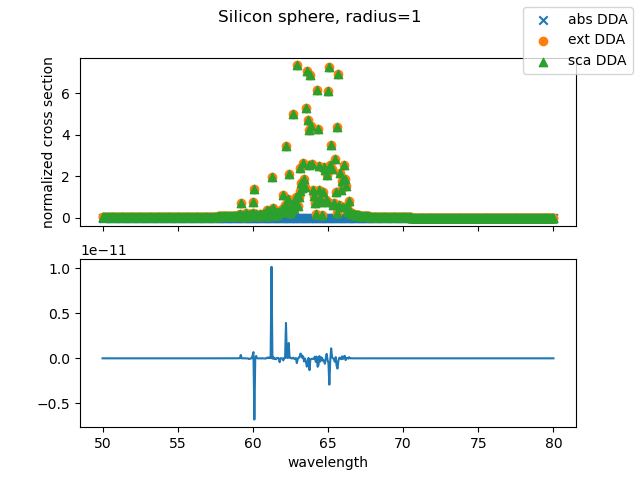 Silicon sphere, radius=1
abs DDA
ext DDA
sca DDA
normalized cross section
6
4
2
0
1e−11
1.0
0.5
0.0
−0.5
50 55 60 65 70 75 80
wavelength